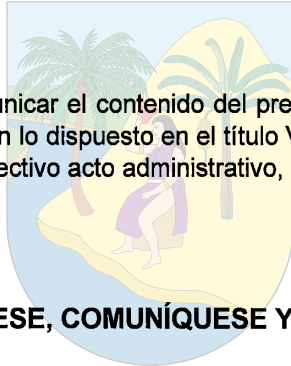 unicar el contenido del pre
n lo dispuesto en el título V
ectivo acto administrativo,
ESE, COMUNÍQUESE Y